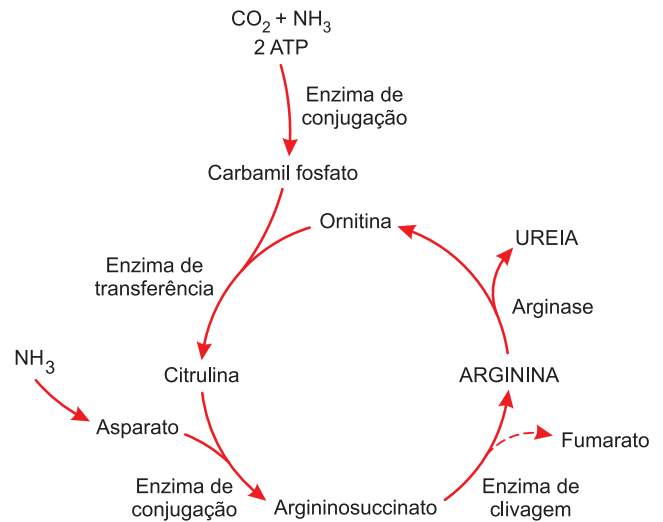 CO2 + NH3
2 ATP
Enzima de
conjugação
Carbamil fosfato
Ornitina
UREIA
Enzima de
transferência
Arginase
NH3
Citrulina
ARGININA
Asparato
Fumarato
Enzima de
conjugação
Argininosuccinato
Enzima de
clivagem